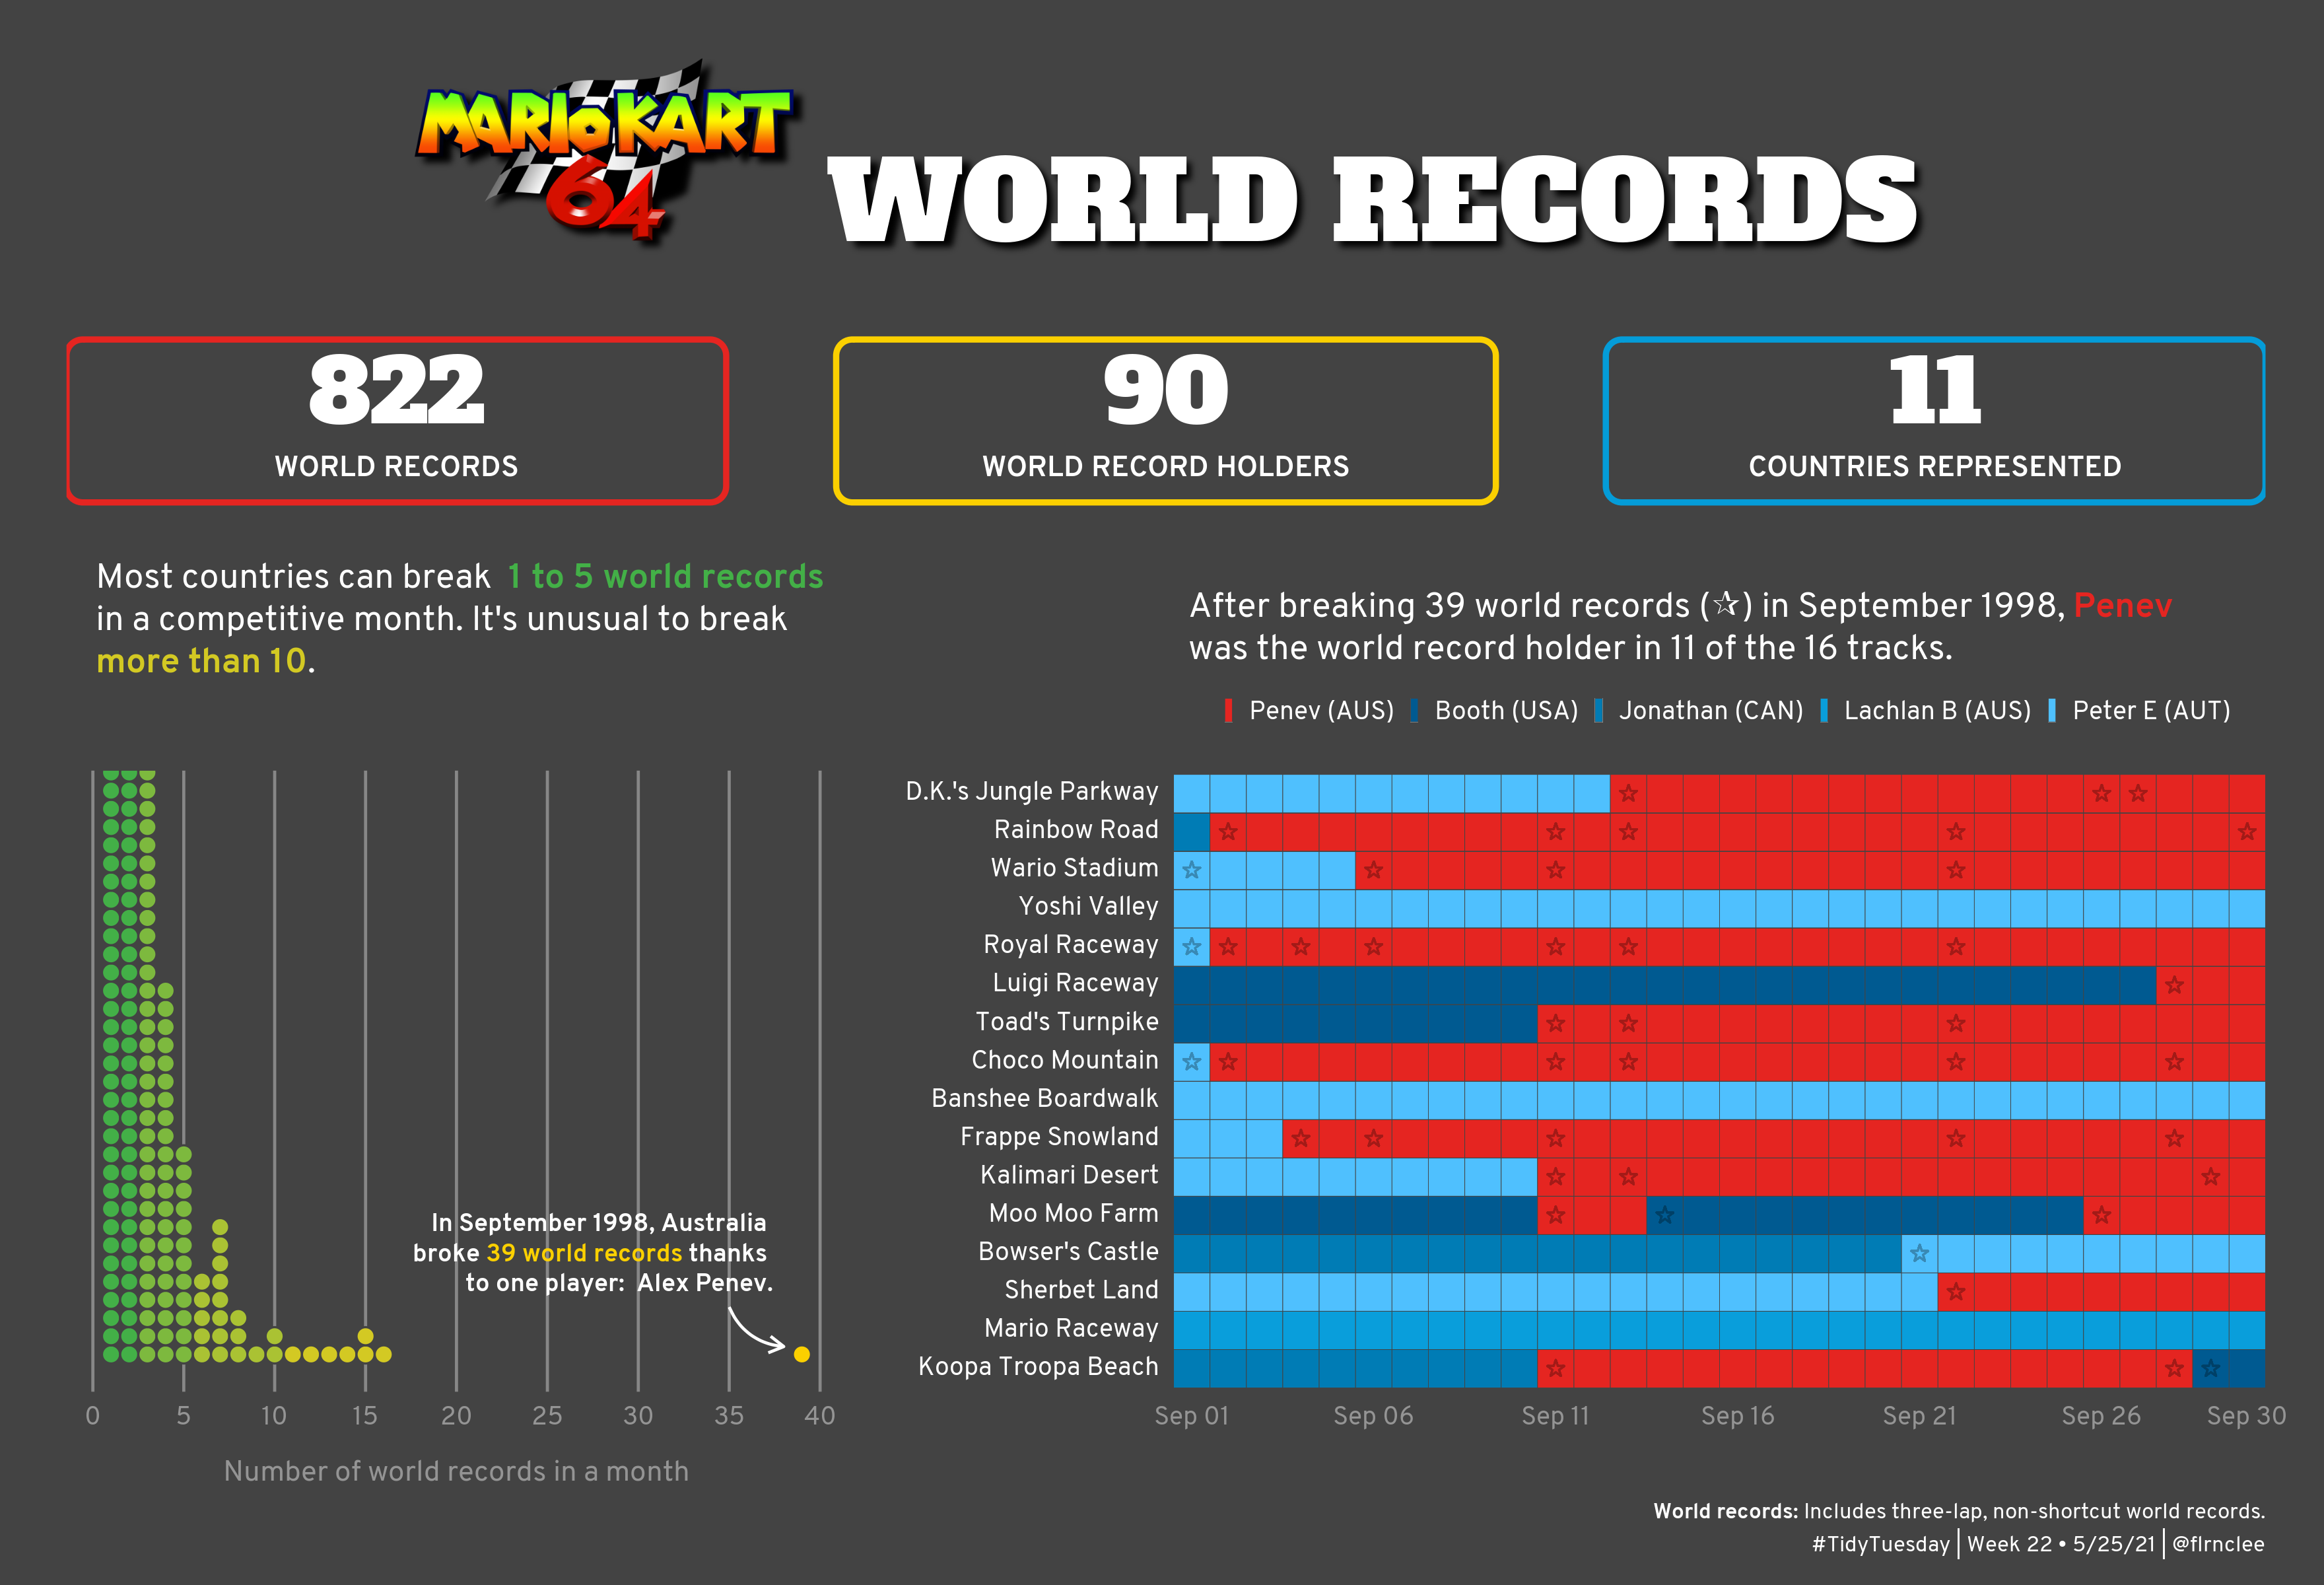 MARIO KART
64
WORLD RECORDS
822
WORLD RECORDS
90
WORLD RECORD HOLDERS
11
COUNTRIES REPRESENTED
Most countries can break 1 to 5 world records
in a competitive month. It's unusual to break
more than 10.
After breaking 39 world records (☆) in September 1998, Penev
was the world record holder in 11 of the 16 tracks.
Penev (AUS) Booth (USA) Jonathan (CAN) Lachlan B (AUS) Peter E (AUT)
In September 1998, Australia
broke 39 world records thanks
to one player: Alex Penev.
0 5 10 15 20 25 30 35 40
Number of world records in a month
D.K.'s Jungle Parkway
Rainbow Road
Wario Stadium
Yoshi Valley
Royal Raceway
Luigi Raceway
Toad's Turnpike
Choco Mountain
Banshee Boardwalk
Frappe Snowland
Kalimari Desert
Moo Moo Farm
Bowser's Castle
Sherbet Land
Mario Raceway
Koopa Troopa Beach
Sep 01 Sep 06 Sep 11 Sep 16 Sep 21 Sep 26 Sep 30
World records: Includes three-lap, non-shortcut world records.
#TidyTuesday | Week 22 • 5/25/21 | @flrnclee